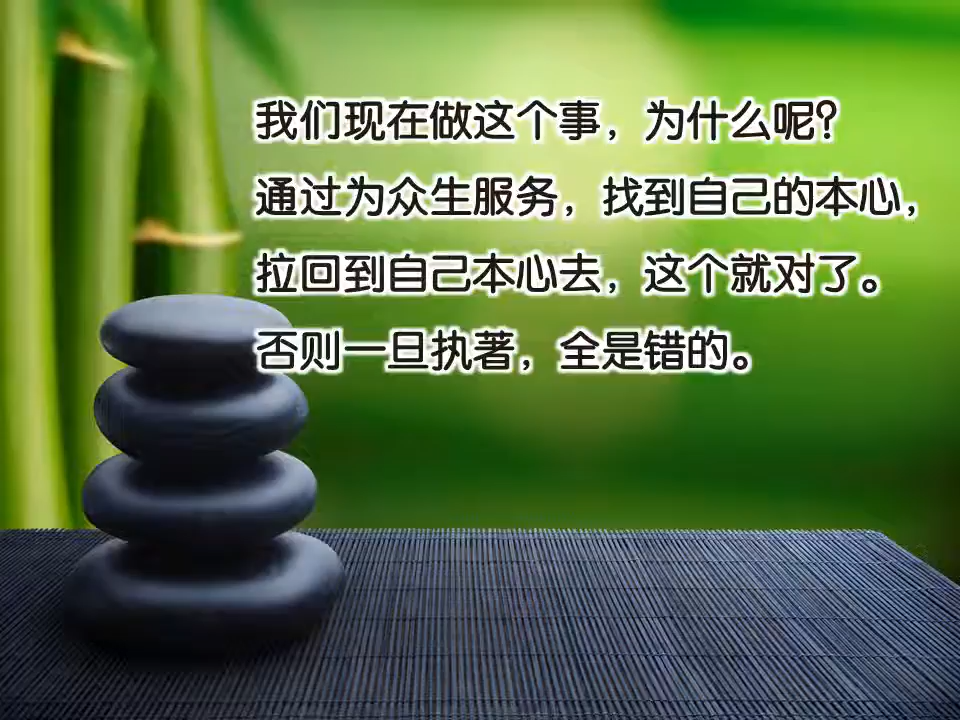 我们现在做这个事，为什么呢？
通过为众生服务，找到自己的本心，
拉回到自己本心去，这个就对了。
否则一旦执著，全是错的。